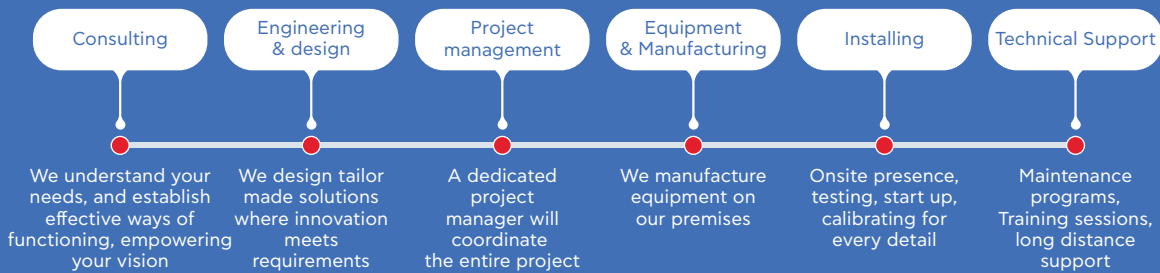 Consulting
We understand your
needs, and establish
effective ways of
functioning, empowering
your vision
Engineering
& design
We design tailor
made solutions
where innovation
meets
requirements
Project
management
A dedicated
project
manager will
coordinate
the entire project
Equipment
& Manufacturing
We manufacture
equipment on
our premises
Installing
Onsite presence,
testing, start up,
calibrating for
every detail
Technical Support
Maintenance
programs,
Training sessions,
long distance
support